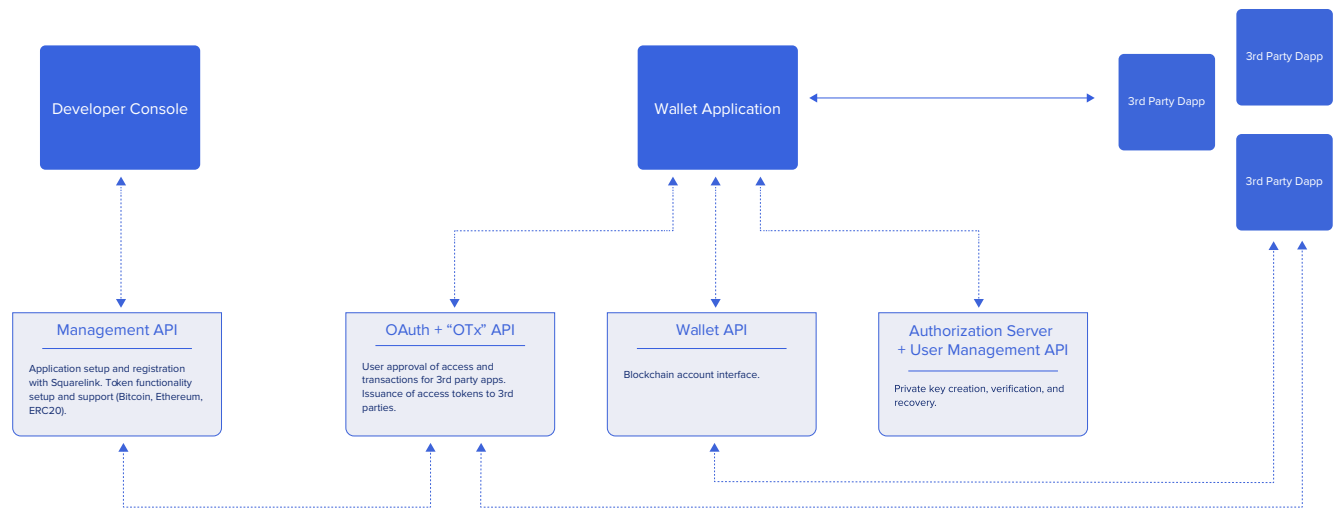 3rd Party Dapp
Developer Console
Wallet Application
3rd Party Dapp
3rd Party Dapp
Management API
Application setup and registration
with Squarelink. Token functionality
setup and support (Bitcoin, Ethereum,
ERC20).
OAuth + “OTx” API
User approval of access and
transactions for 3rd party apps.
Issuance of access tokens to 3rd
parties.
Wallet API
Blockchain account interface.
Authorization Server
+ User Management API
Private key creation, verification, and
recovery.